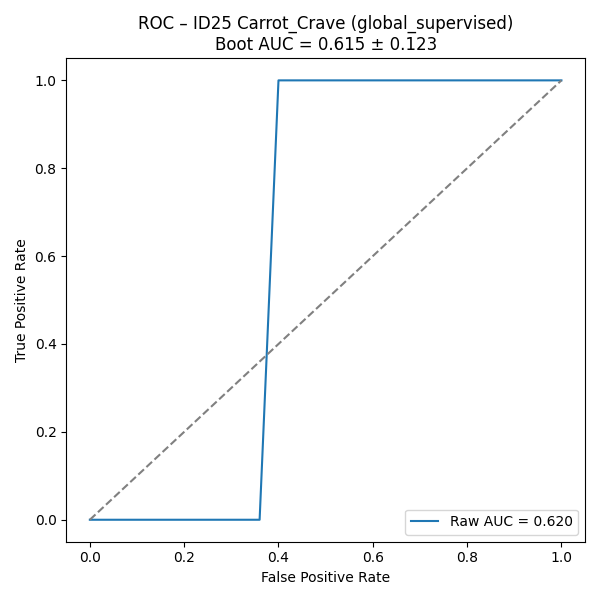 ROC – ID25 Carrot_Crave (global_supervised)
Boot AUC = 0.615 ± 0.123
True Positive Rate
1.0
0.8
0.6
0.4
0.2
0.0
Raw AUC = 0.620
0.0 0.2 0.4 0.6 0.8 1.0
False Positive Rate